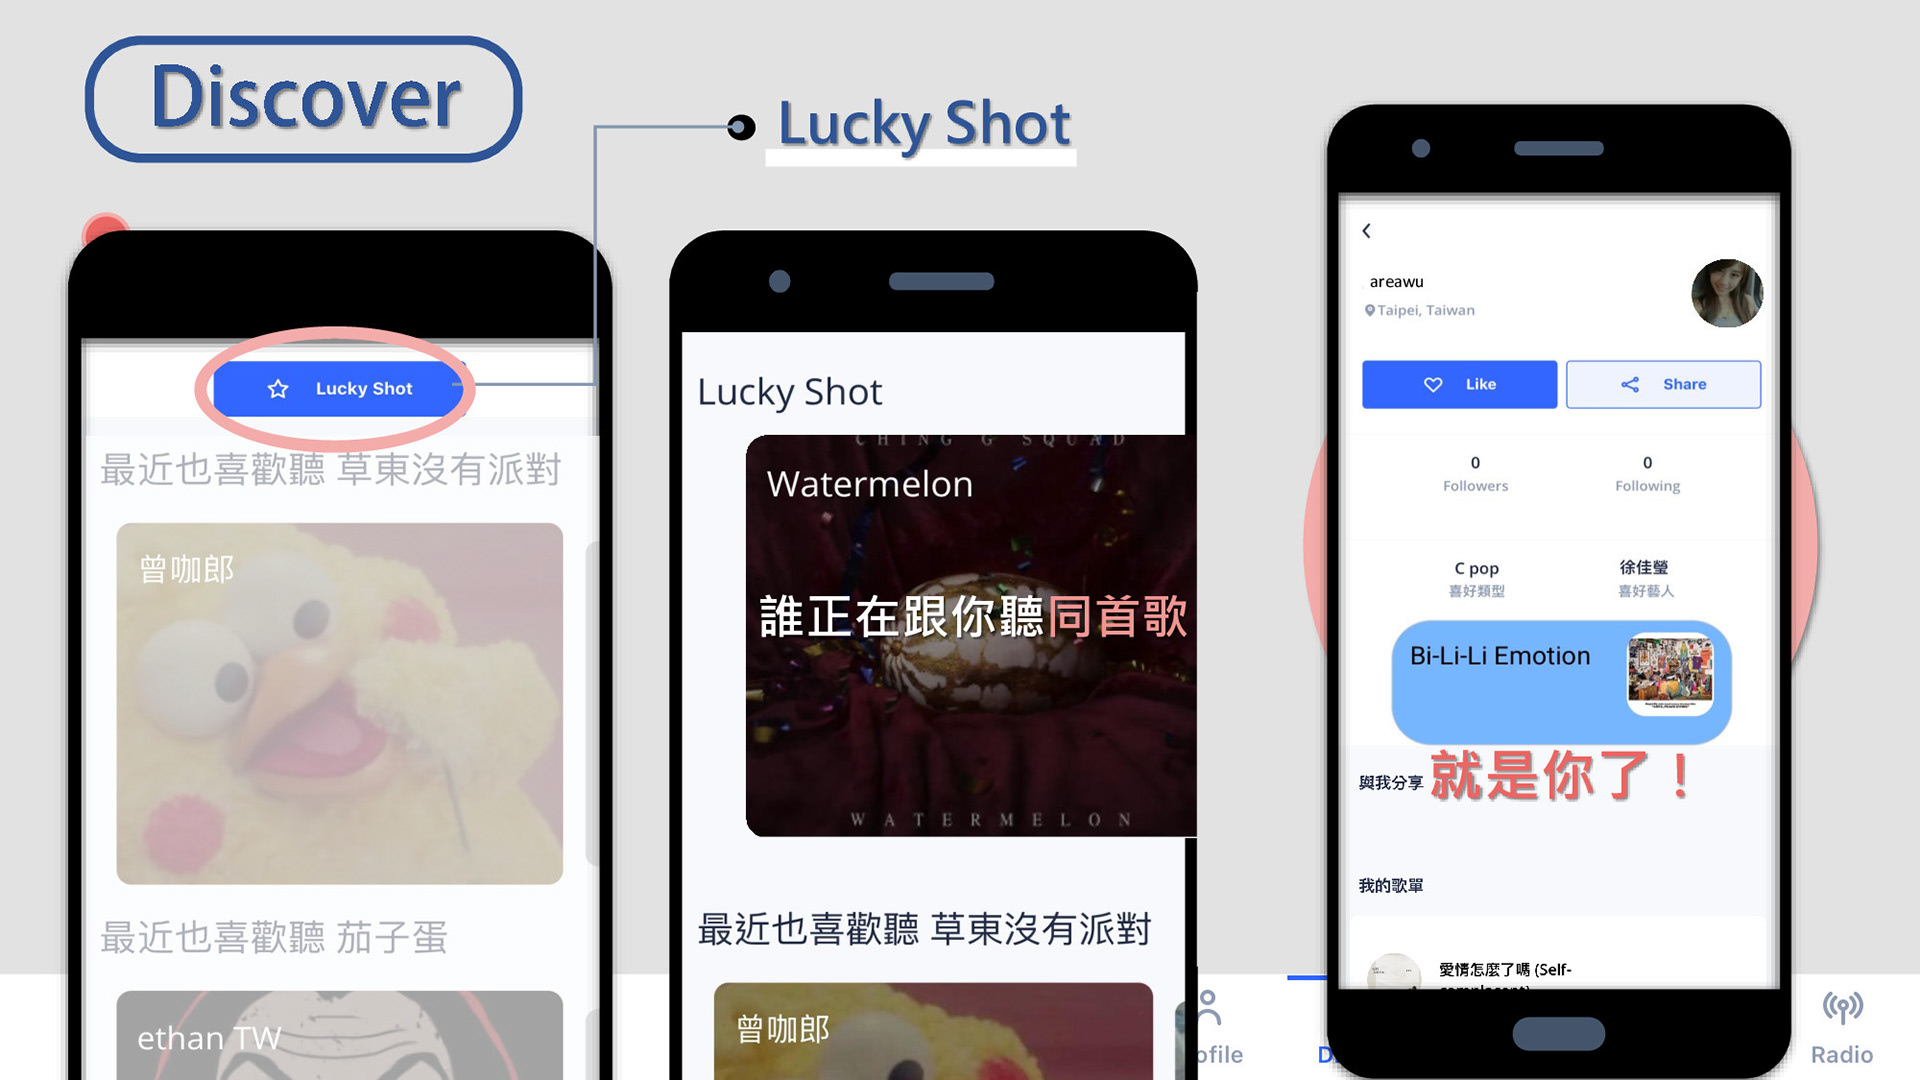 Discover
Lucky Shot
Lucky Shot
最近也喜歡聽 草東沒有派對
曾咖郎
最近也喜歡聽 茄子蛋
ethan TW
Lucky Shot
CHING G SQUAD
Watermelon
誰正在跟你聽同首歌
WATERMELON
最近也喜歡聽 草東沒有派對
曾咖郎
areawu
Taipei, Taiwan
Like
Share
0
Followers
0
Following
C pop
喜好類型
徐佳瑩
喜好藝人
Bi-Li-Li Emotion
與我分享
就是你了！
我的歌單
愛情怎麼了嗎 (Self-
ofile
D
Radio